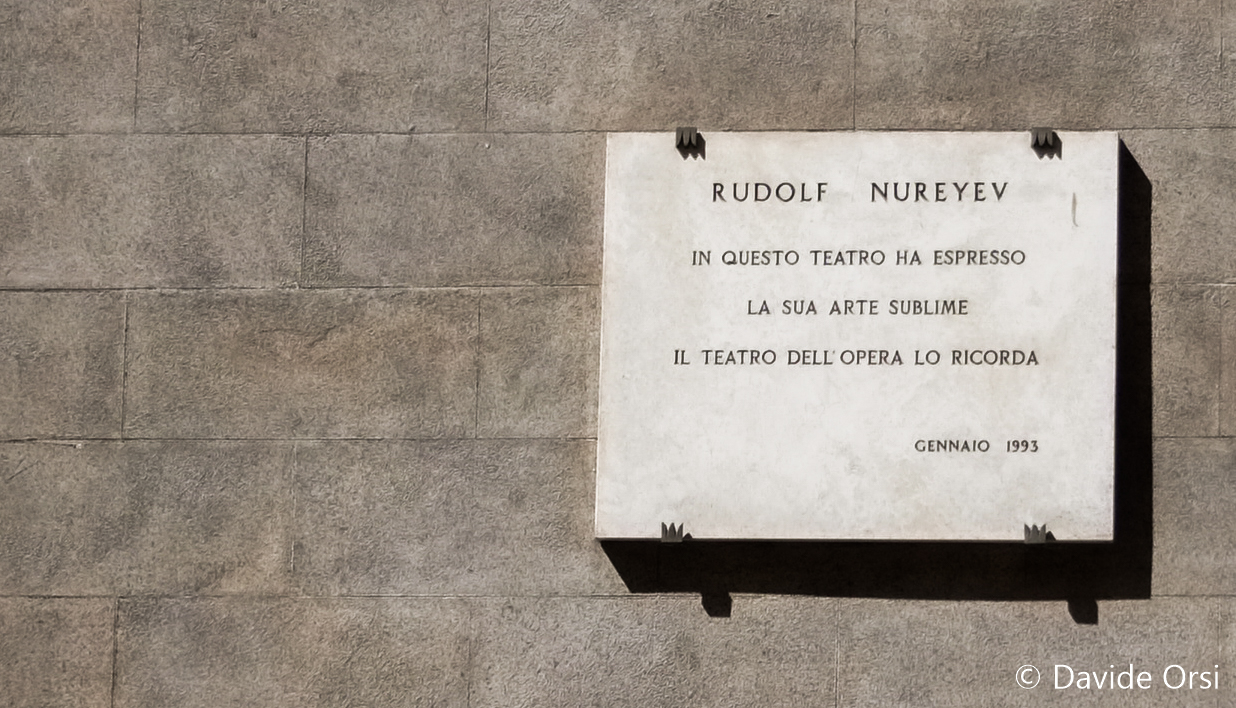 RUDOLF NUREYEV
IN QUESTO TEATRO HA ESPRESSO
LA SUA ARTE SUBLIME
IL TEATRO DELL'OPERA LO RICORDA
GENNAIO 1993
© Davide Orsi